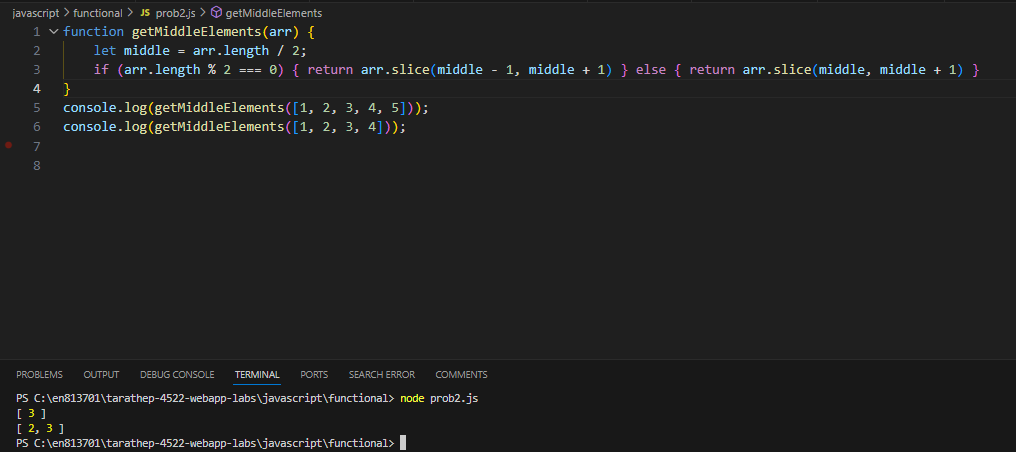 javascript > functional > JS prob2.js > getMiddleElements
1 function getMiddleElements(arr) {
2     let middle = arr.length / 2;
3     if (arr.length % 2 === 0) { return arr.slice(middle - 1, middle + 1) } else { return arr.slice(middle, middle + 1) }
4 }
5 console.log(getMiddleElements([1, 2, 3, 4, 5]));
6 console.log(getMiddleElements([1, 2, 3, 4]));
7
8
PROBLEMS OUTPUT DEBUG CONSOLE TERMINAL PORTS SEARCH ERROR COMMENTS
PS C:\en813701\tarathep-4522-webapp-labs\javascript\functional> node prob2.js
[ 3 ]
[ 2, 3 ]
PS C:\en813701\tarathep-4522-webapp-labs\javascript\functional>